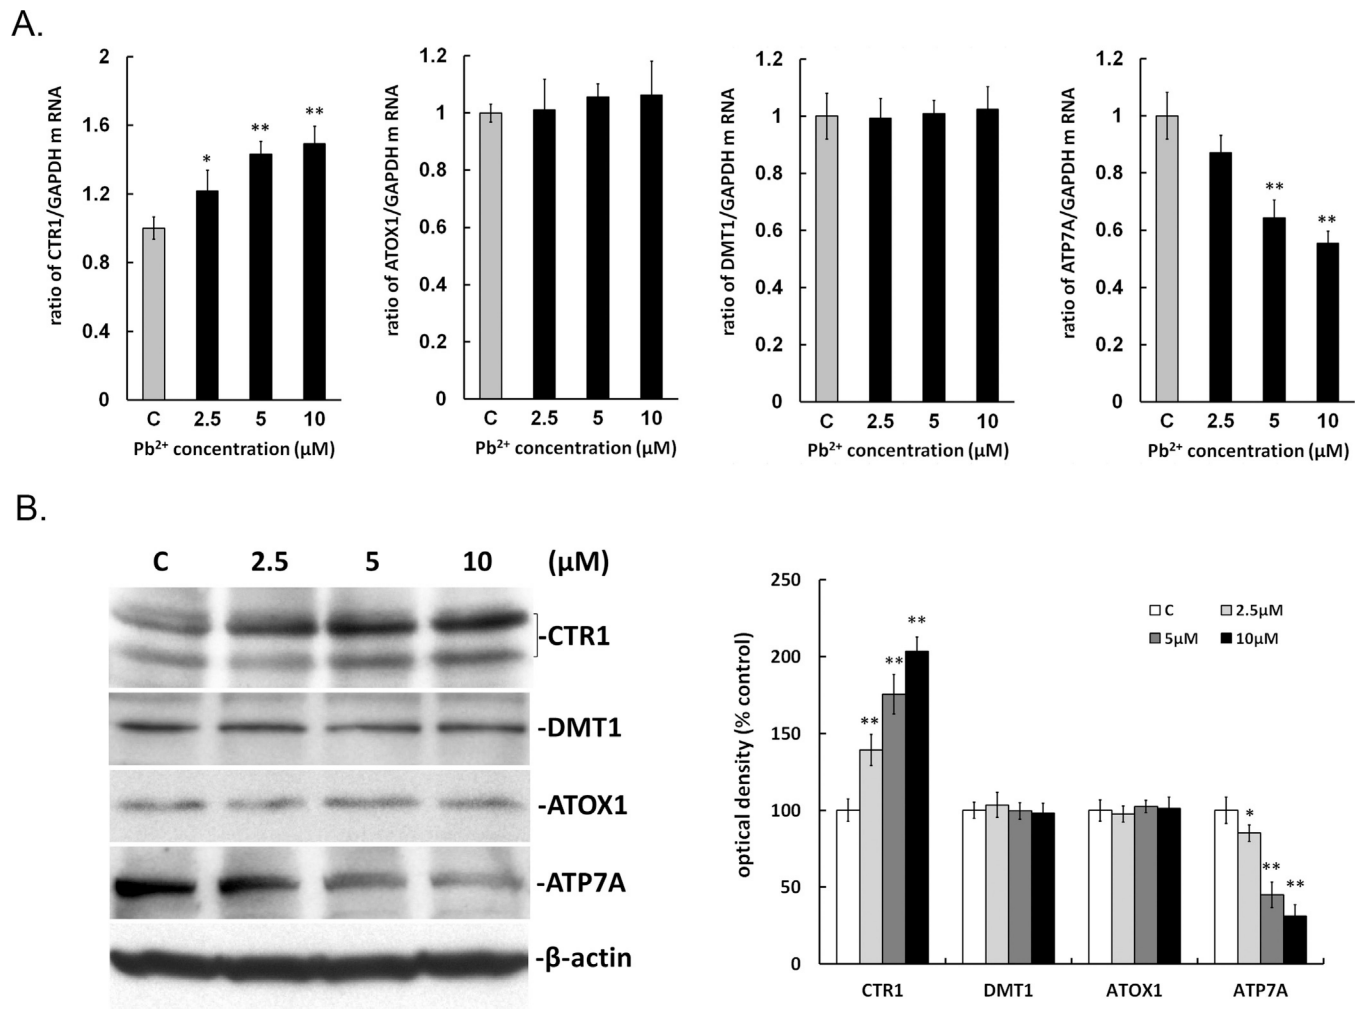 A.
ratio of CTR1/GAPDH m RNA
2
1.6
1.2
0.8
0.4
0
*
**
**
C 2.5 5 10
Pb²⁺ concentration (μM)
ratio of ATOX1/GAPDH m RNA
1.2
1
0.8
0.6
0.4
0.2
0
C 2.5 5 10
Pb²⁺ concentration (μM)
ratio of DMT1/GAPDH m RNA
1.2
1
0.8
0.6
0.4
0.2
0
C 2.5 5 10
Pb²⁺ concentration (μM)
ratio of ATP7A/GAPDH m RNA
1.2
1
0.8
0.6
0.4
0.2
0
**
**
C 2.5 5 10
Pb²⁺ concentration (μM)
B.
C 2.5 5 10 (μM)
-CTR1
-DMT1
-ATOX1
-ATP7A
-β-actin
optical density (% control)
250
200
150
100
50
0
C 2.5μM
5μM 10μM
**
**
**
*
**
**
CTR1 DMT1 ATOX1 ATP7A